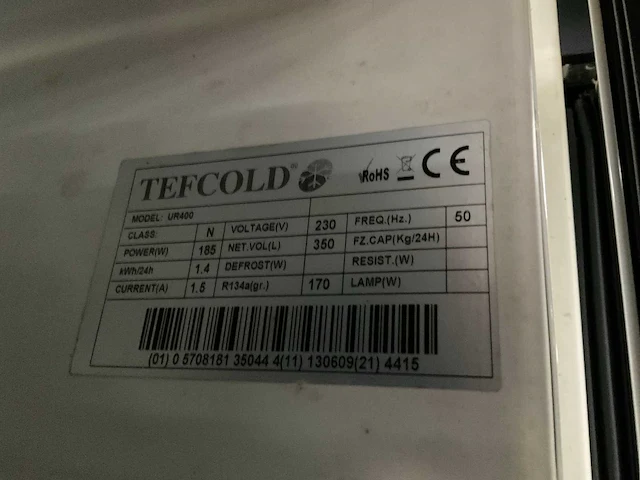 TEFCOLD® RoHS CE
MODEL: UR400
CLASS N VOLTAGE(V) 230 FREQ.(Hz.) 50
POWER(W) 185 NET.VOL(L) 350 FZ.CAP(Kg/24H)
kWh/24h 1.4 DEFROST(W) RESIST.(W)
CURRENT(A) 1.5 R134a(gr.) 170 LAMP(W)
(01) 0 5708181 35044 4(11) 130609(21) 4415